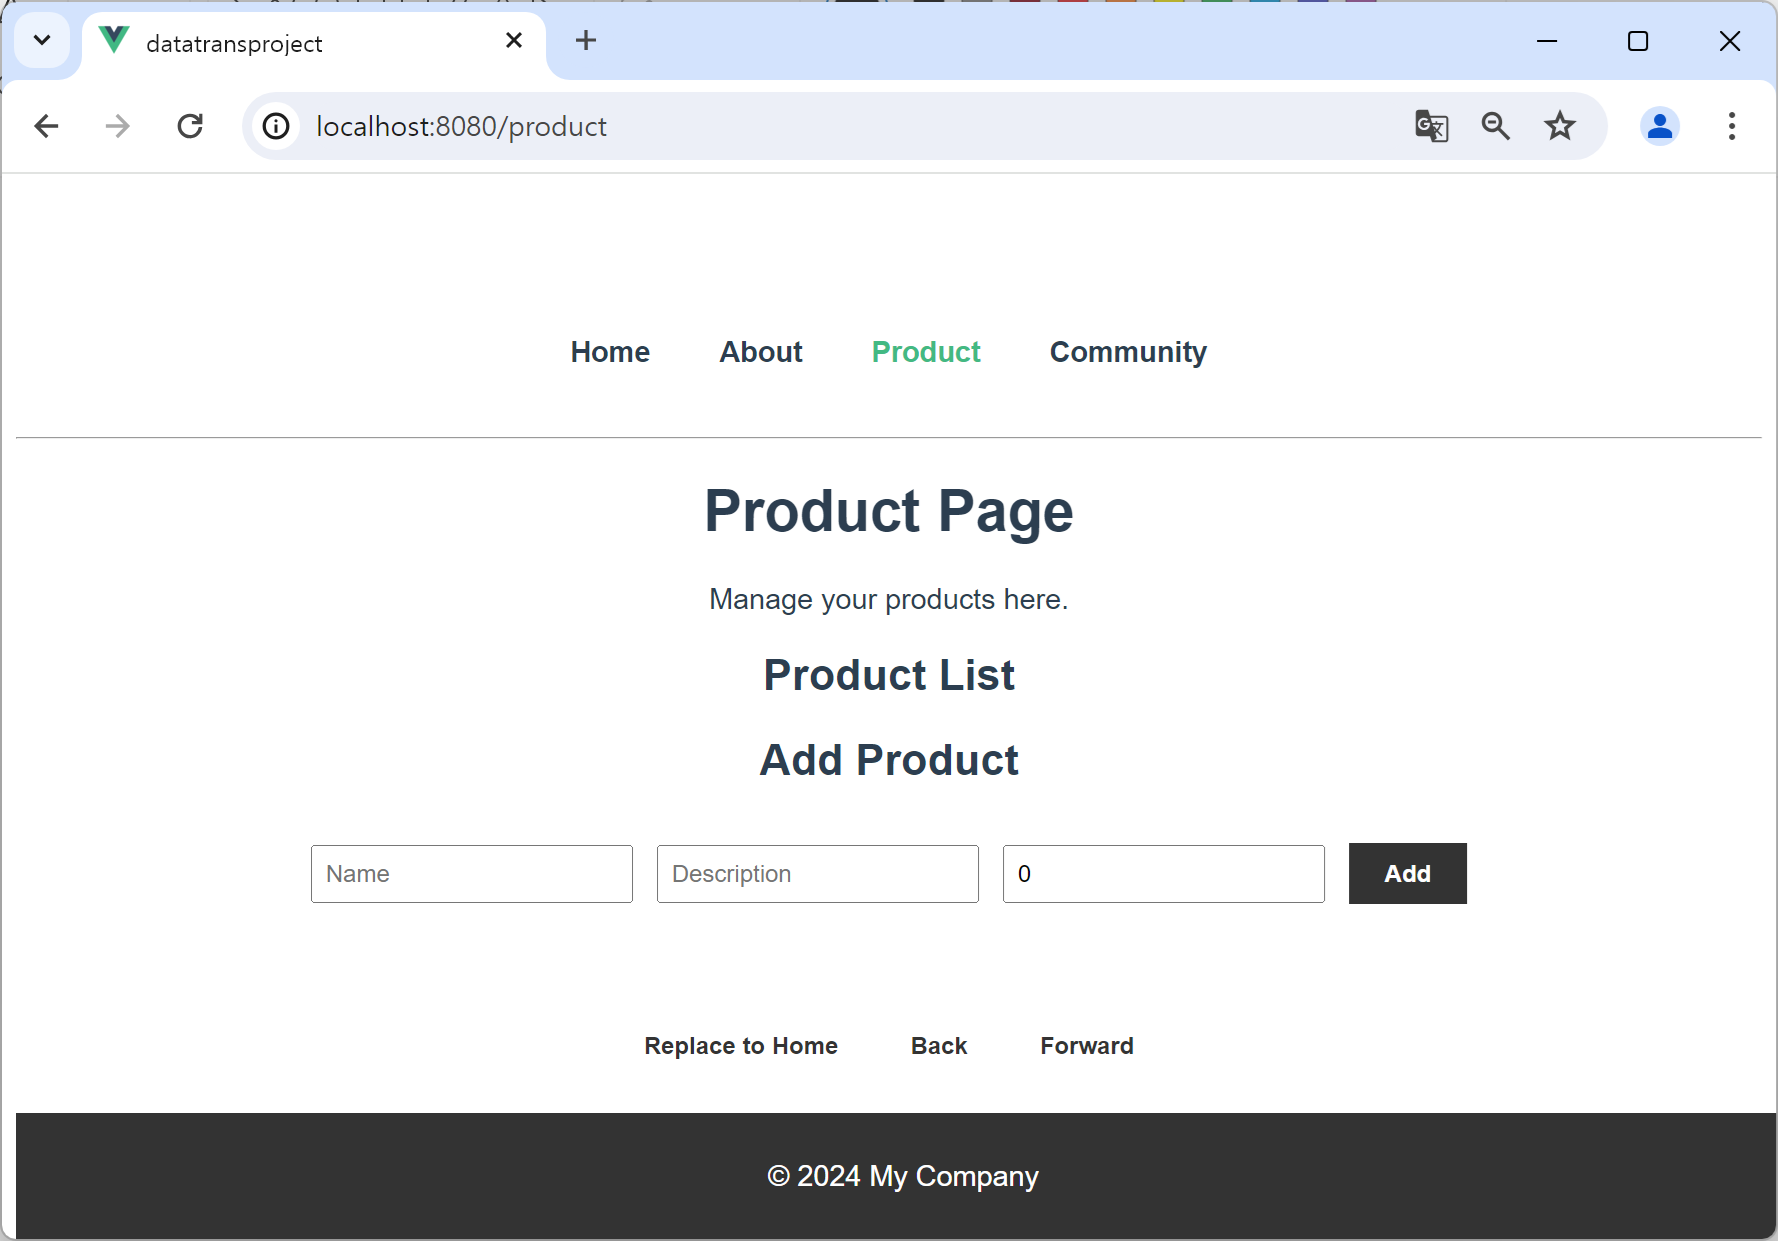 datatransproject
localhost:8080/product
Home About Product Community
Product Page
Manage your products here.
Product List
Add Product
Name Description 0 Add
Replace to Home Back Forward
© 2024 My Company